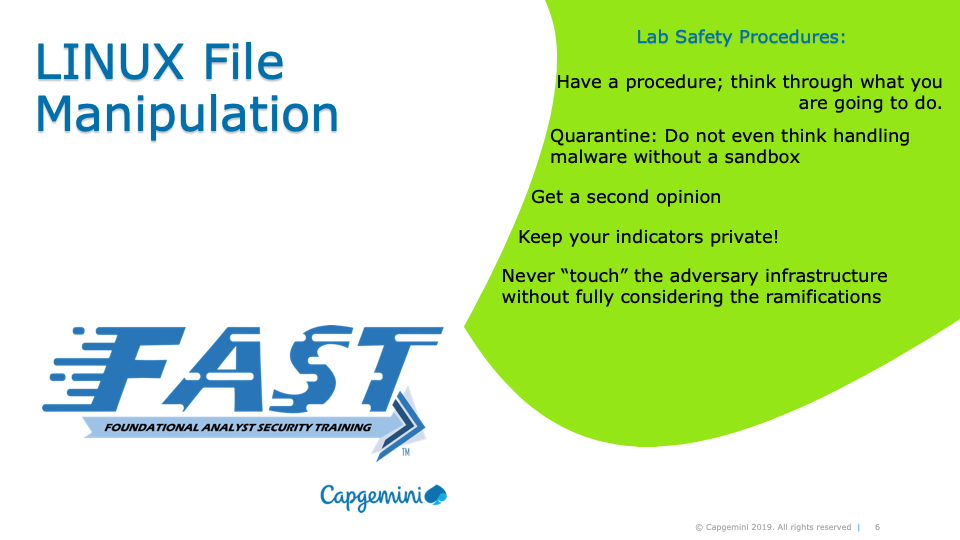 LINUX File
Manipulation
Lab Safety Procedures:
Have a procedure; think through what you
are going to do.
Quarantine: Do not even think handling
malware without a sandbox
Get a second opinion
Keep your indicators private!
Never “touch” the adversary infrastructure
without fully considering the ramifications
FAST
FOUNDATIONAL ANALYST SECURITY TRAINING
TM
Capgemini
© Capgemini 2019. All rights reserved | 6